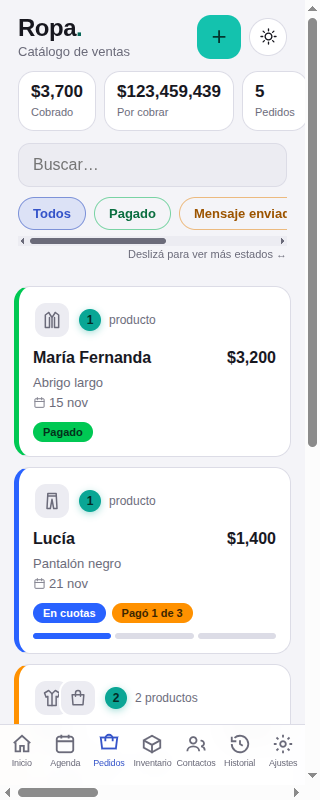 Ropa.
Catálogo de ventas
+
$3,700
Cobrado
$123,459,439
Por cobrar
5
Pedidos
Buscar…
Todos
Pagado
Mensaje enviad
Deslizá para ver más estados ↔
1 producto
María Fernanda $3,200
Abrigo largo
15 nov
Pagado
1 producto
Lucía $1,400
Pantalón negro
21 nov
En cuotas Pagó 1 de 3
2 2 productos
Inicio Agenda Pedidos Inventario Contactos Historial Ajustes